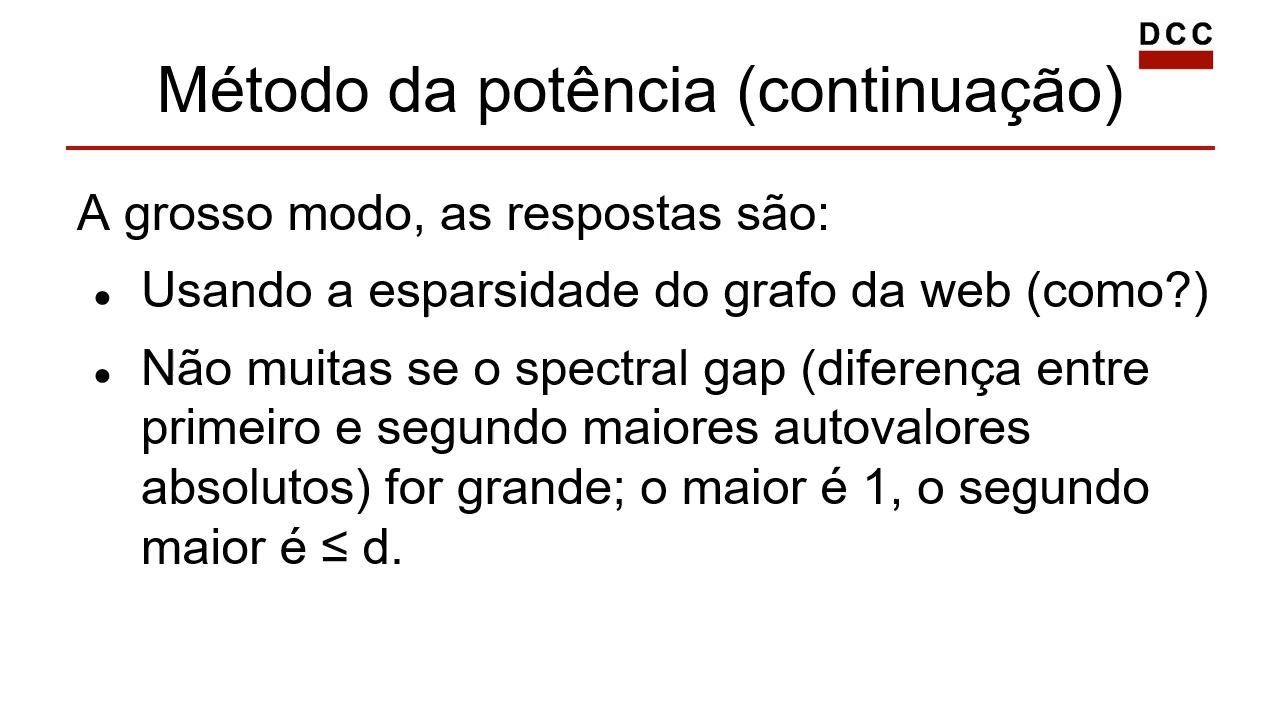 DCC
Método da potência (continuação)
A grosso modo, as respostas são:
● Usando a esparsidade do grafo da web (como?)
● Não muitas se o spectral gap (diferença entre
primeiro e segundo maiores autovalores
absolutos) for grande; o maior é 1, o segundo
maior é ≤ d.